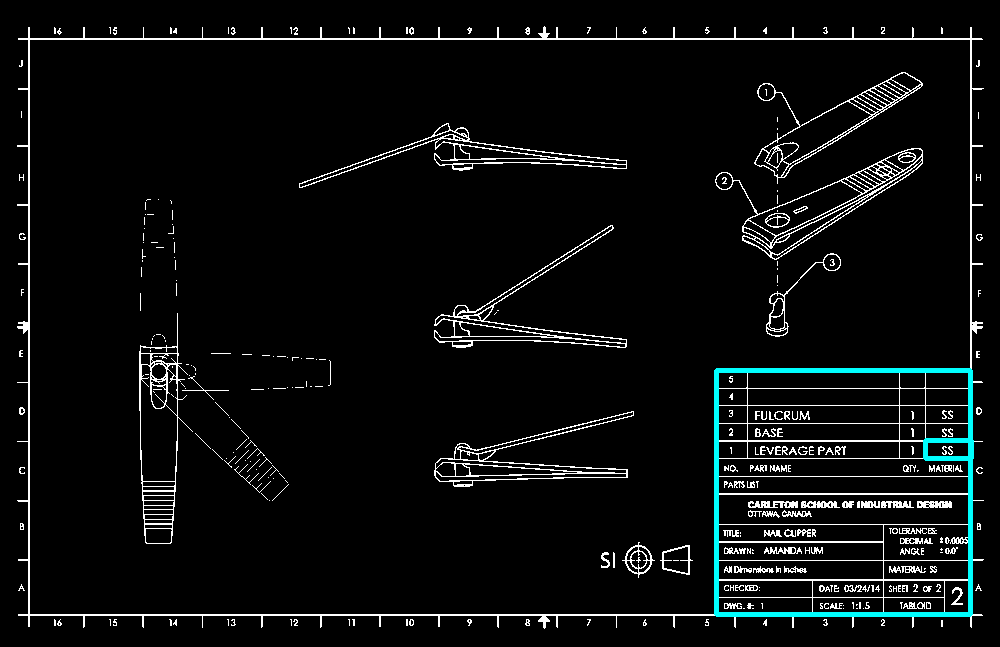 16 15 14 13 12 11 10 9 8 7 6 5 4 3 2 1
J J
I I
H H
G G
F F
E E
D D
C C
B B
A A
1
2
3
5
4
3 FULCRUM 1 SS
2 BASE 1 SS
1 LEVERAGE PART 1 SS
NO. PART NAME QTY. MATERIAL
PARTS LIST
CARLETON SCHOOL OF INDUSTRIAL DESIGN
OTTAWA, CANADA
TITLE: NAIL CLIPPER
TOLERANCES:
DECIMAL ±0.0005
ANGLE ±0.0°
DRAWN: AMANDA HUM
All Dimensions in Inches
MATERIAL: SS
CHECKED: DATE: 03/24/14 SHEET 2 OF 2
DWG. #: 1 SCALE: 1:1.5 TABLOID 2
SI
16 15 14 13 12 11 10 9 8 7 6 5 4 3 2 1